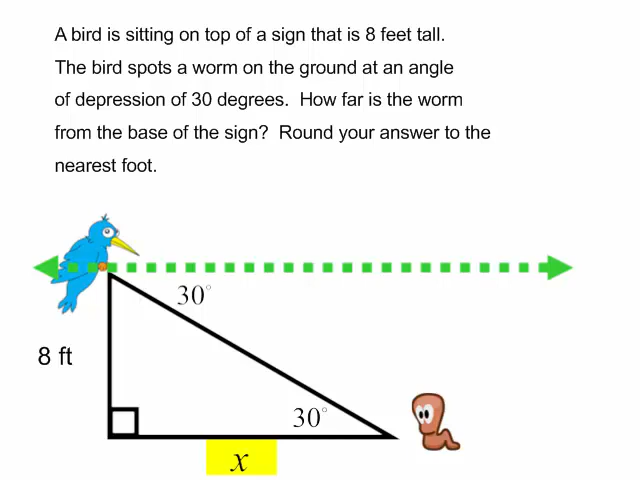 A bird is sitting on top of a sign that is 8 feet tall.
The bird spots a worm on the ground at an angle
of depression of 30 degrees.  How far is the worm
from the base of the sign?  Round your answer to the
nearest foot.
30°
8 ft
30°
x